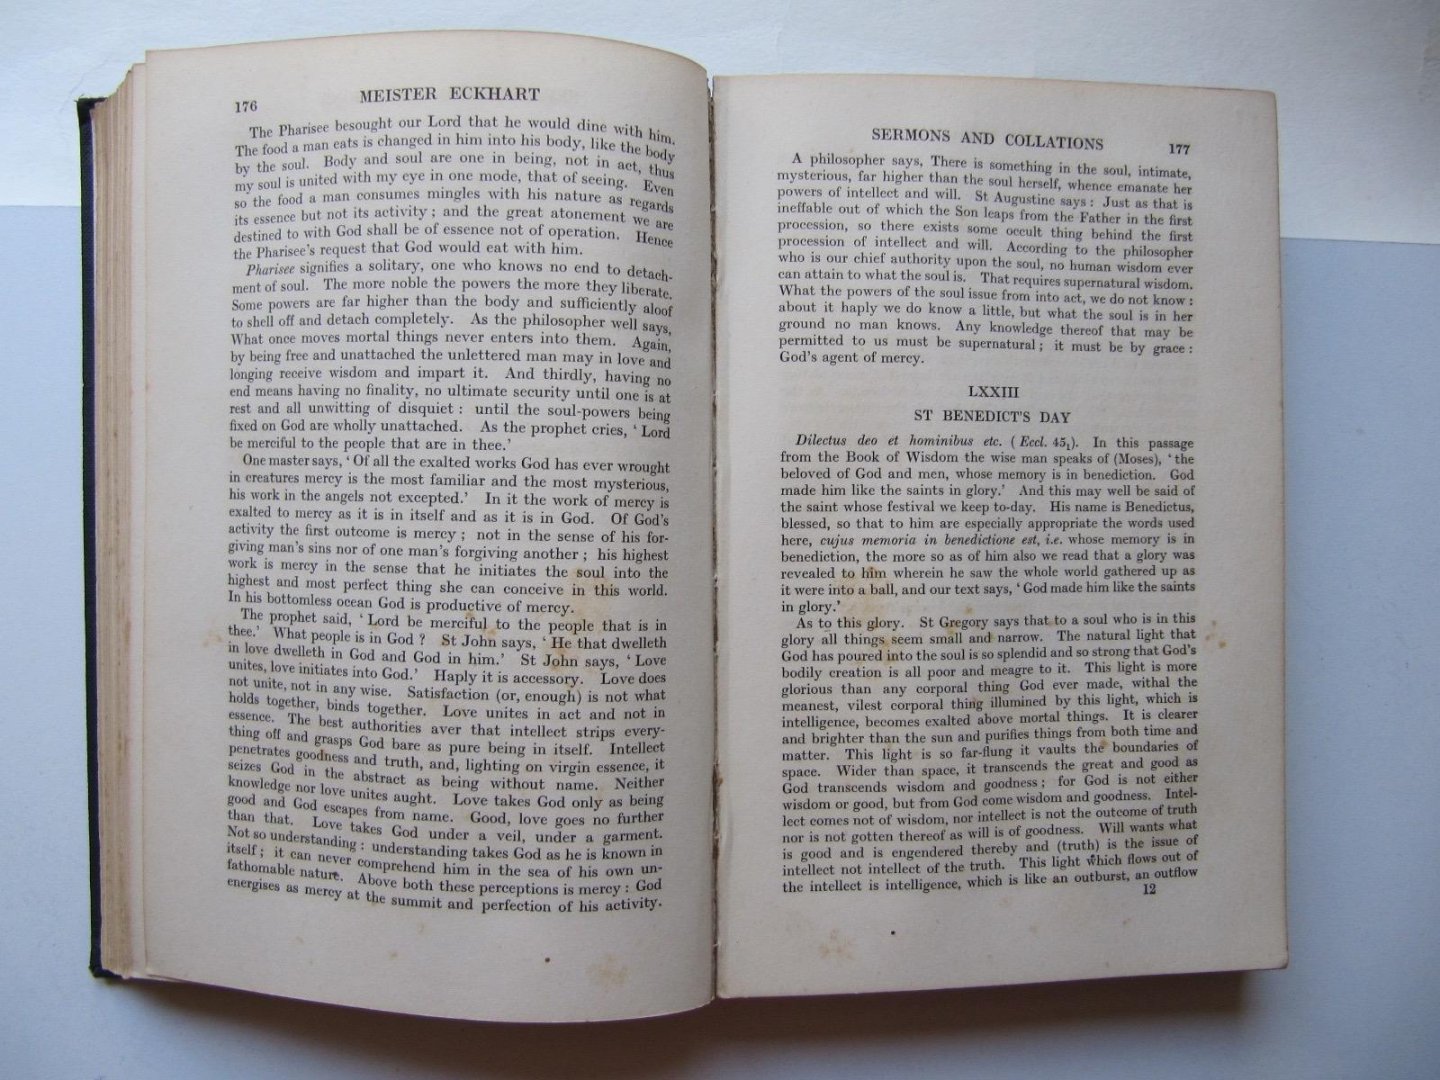 176
MEISTER ECKHART
The Pharisee besought our Lord that he would dine with him.
The food a man eats is changed in him into his body, like the body
by the soul. Body and soul are one in being, not in act, thus
my soul is united with my eye in one mode, that of seeing. Even
so the food a man consumes mingles with his nature as regards
its essence but not its activity; and the great atonement we are
destined to with God shall be of essence not of operation. Hence
the Pharisee's request that God would eat with him.
Pharisee signifies a solitary, one who knows no end to detach-
ment of soul. The more noble the powers the more they liberate.
Some powers are far higher than the body and sufficiently aloof
to shell off and detach completely. As the philosopher well says,
What once moves mortal things never enters into them. Again,
by being free and unattached the unlettered man may in love and
longing receive wisdom and impart it. And thirdly, having no
end means having no finality, no ultimate security until one is at
rest and all unwitting of disquiet: until the soul-powers being
fixed on God are wholly unattached. As the prophet cries, 'Lord
be merciful to the people that are in thee.'
One master says, 'Of all the exalted works God has ever wrought
in creatures mercy is the most familiar and the most mysterious,
his work in the angels not excepted.' In it the work of mercy is
exalted to mercy as it is in itself and as it is in God. Of God's
activity the first outcome is mercy; not in the sense of his for-
giving man's sins nor of one man's forgiving another; his highest
work is mercy in the sense that he initiates the soul into the
highest and most perfect thing she can conceive in this world.
In his bottomless ocean God is productive of mercy.
The prophet said, 'Lord be merciful to the people that is in
thee.' What people is in God? St John says, 'He that dwelleth
in love dwelleth in God and God in him.' St John says, 'Love
unites, love initiates into God.' Haply it is accessory. Love does
not unite, not in any wise. Satisfaction (or, enough) is not what
holds together, binds together. Love unites in act and not in
essence. The best authorities aver that intellect strips every-
thing off and grasps God bare as pure being in itself. Intellect
penetrates goodness and truth, and, lighting on virgin essence, it
seizes God in the abstract as being without name. Neither
knowledge nor love unites aught. Love takes God only as being
good and God escapes from name. Good, love goes no further
than that. Love takes God under a veil, under a garment.
Not so understanding: understanding takes God as he is known in
itself; it can never comprehend him in the sea of his own un-
fathomable nature. Above both these perceptions is mercy: God
energises as mercy at the summit and perfection of his activity.
SERMONS AND COLLATIONS
177
A philosopher says, There is something in the soul, intimate,
mysterious, far higher than the soul herself, whence emanate her
powers of intellect and will. St Augustine says: Just as that is
ineffable out of which the Son leaps from the Father in the first
procession, so there exists some occult thing behind the first
procession of intellect and will. According to the philosopher
who is our chief authority upon the soul, no human wisdom ever
can attain to what the soul is. That requires supernatural wisdom.
What the powers of the soul issue from into act, we do not know:
about it haply we do know a little, but what the soul is in her
ground no man knows. Any knowledge thereof that may be
permitted to us must be supernatural; it must be by grace:
God's agent of mercy.
LXXIII
ST BENEDICT'S DAY
Dilectus deo et hominibus etc. (Eccl. 45₁). In this passage
from the Book of Wisdom the wise man speaks of (Moses), 'the
beloved of God and men, whose memory is in benediction. God
made him like the saints in glory.' And this may well be said of
the saint whose festival we keep to-day. His name is Benedictus,
blessed, so that to him are especially appropriate the words used
here, cujus memoria in benedictione est, i.e. whose memory is in
benediction, the more so as of him also we read that a glory was
revealed to him wherein he saw the whole world gathered up as
it were into a ball, and our text says, 'God made him like the saints
in glory.'
As to this glory. St Gregory says that to a soul who is in this
glory all things seem small and narrow. The natural light that
God has poured into the soul is so splendid and so strong that God's
bodily creation is all poor and meagre to it. This light is more
glorious than any corporal thing God ever made, withal the
meanest, vilest corporal thing illumined by this light, which is
intelligence, becomes exalted above mortal things. It is clearer
and brighter than the sun and purifies things from both time and
matter. This light is so far-flung it vaults the boundaries of
space. Wider than space, it transcends the great and good as
God transcends wisdom and goodness; for God is not either
wisdom or good, but from God come wisdom and goodness. Intel-
lect comes not of wisdom, nor intellect is not the outcome of truth
nor is not gotten thereof as will is of goodness. Will wants what
is good and is engendered thereby and (truth) is the issue of
intellect not intellect of the truth. This light which flows out of
the intellect is intelligence, which is like an outburst, an outflow
12